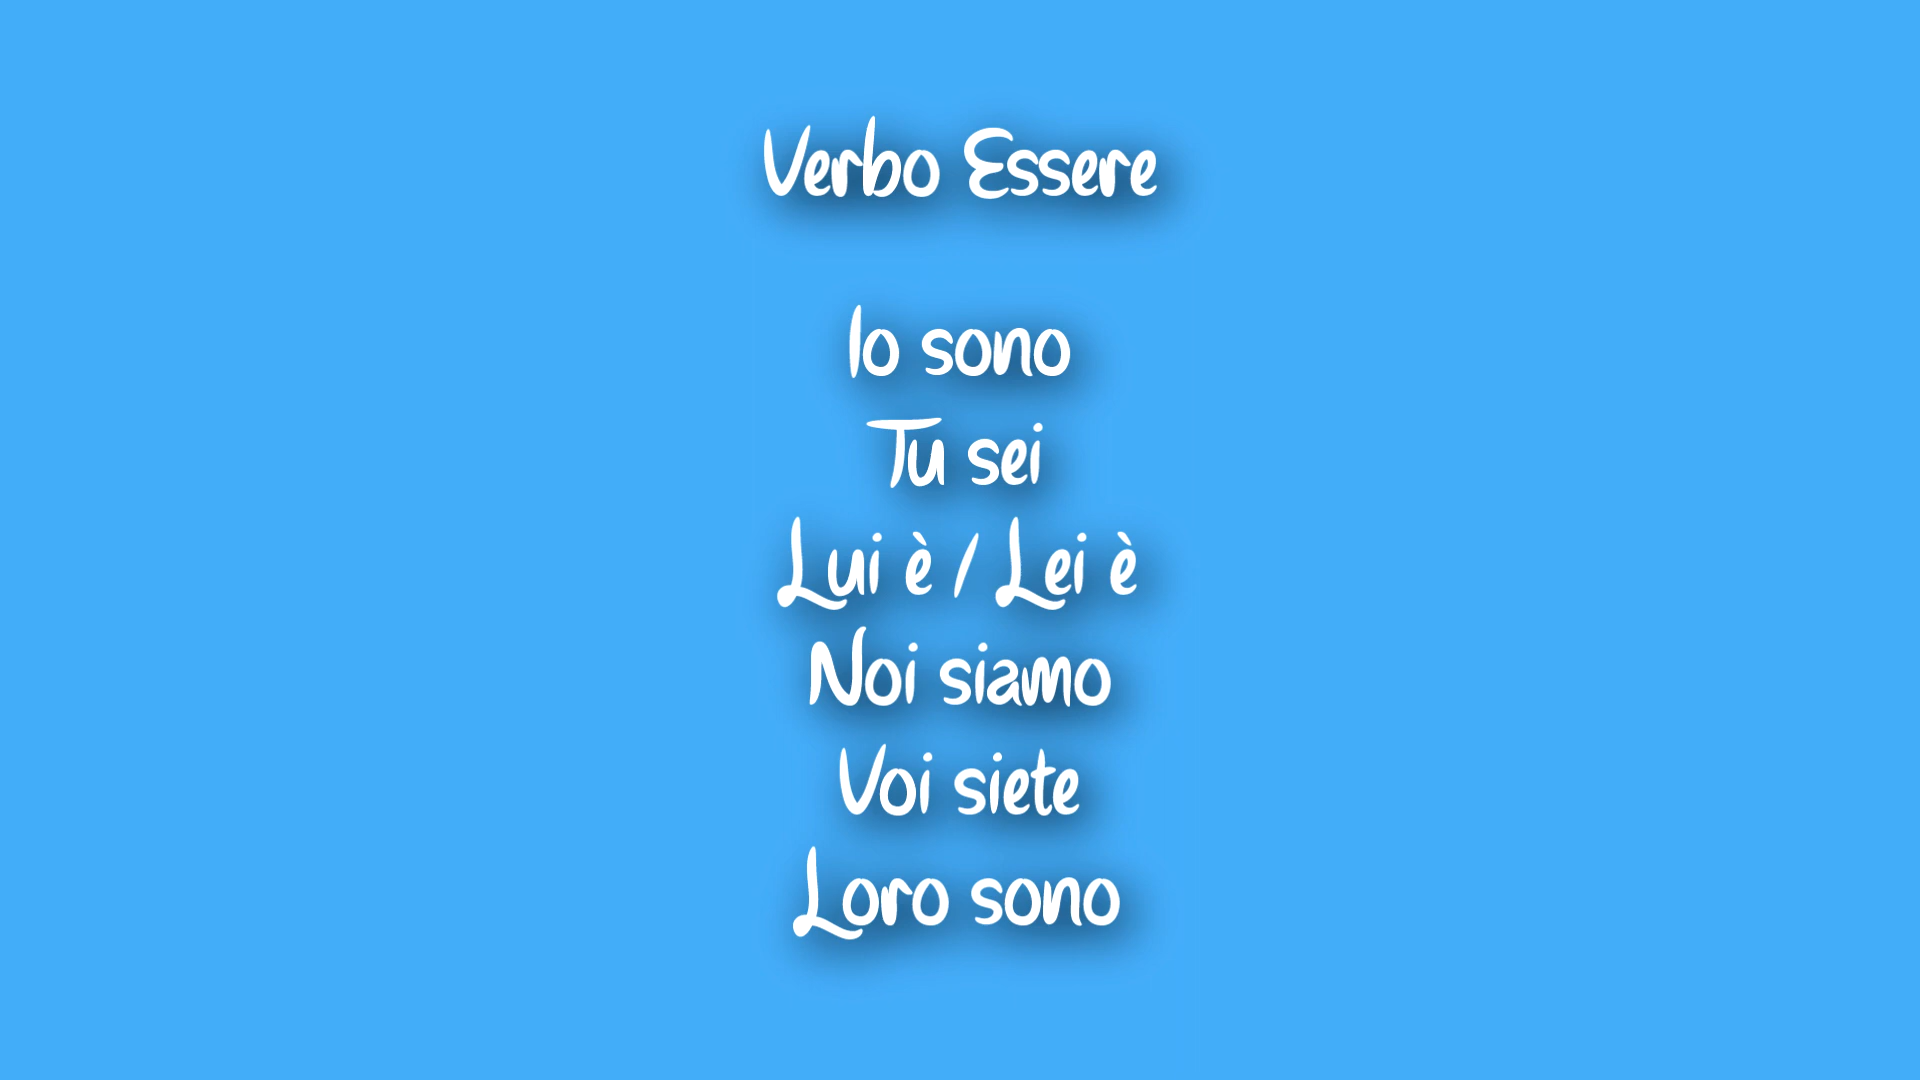 Verbo Essere
Io sono
Tu sei
Lui è / Lei è
Noi siamo
Voi siete
Loro sono